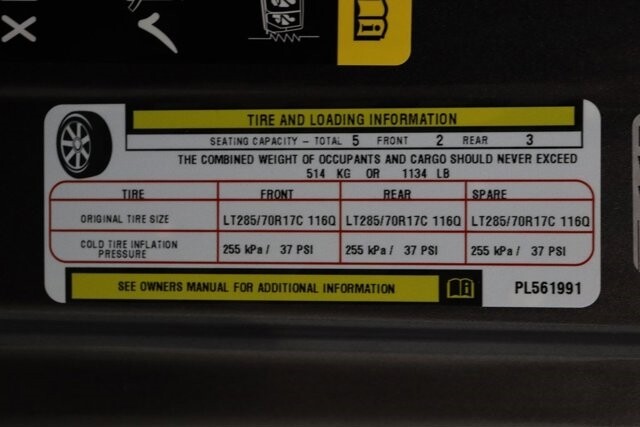 TIRE AND LOADING INFORMATION
SEATING CAPACITY - TOTAL 5 FRONT 2 REAR 3
THE COMBINED WEIGHT OF OCCUPANTS AND CARGO SHOULD NEVER EXCEED
514 KG OR 1134 LB
TIRE FRONT REAR SPARE
ORIGINAL TIRE SIZE LT285/70R17C 116Q LT285/70R17C 116Q LT285/70R17C 116Q
COLD TIRE INFLATION PRESSURE 255 kPa / 37 PSI 255 kPa / 37 PSI 255 kPa / 37 PSI
SEE OWNERS MANUAL FOR ADDITIONAL INFORMATION PL561991